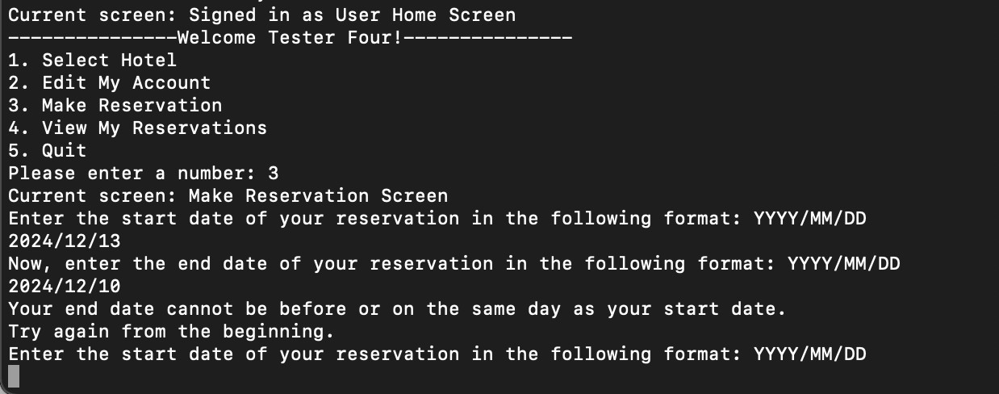 Current screen: Signed in as User Home Screen
---------------Welcome Tester Four!---------------
1. Select Hotel
2. Edit My Account
3. Make Reservation
4. View My Reservations
5. Quit
Please enter a number: 3
Current screen: Make Reservation Screen
Enter the start date of your reservation in the following format: YYYY/MM/DD
2024/12/13
Now, enter the end date of your reservation in the following format: YYYY/MM/DD
2024/12/10
Your end date cannot be before or on the same day as your start date.
Try again from the beginning.
Enter the start date of your reservation in the following format: YYYY/MM/DD